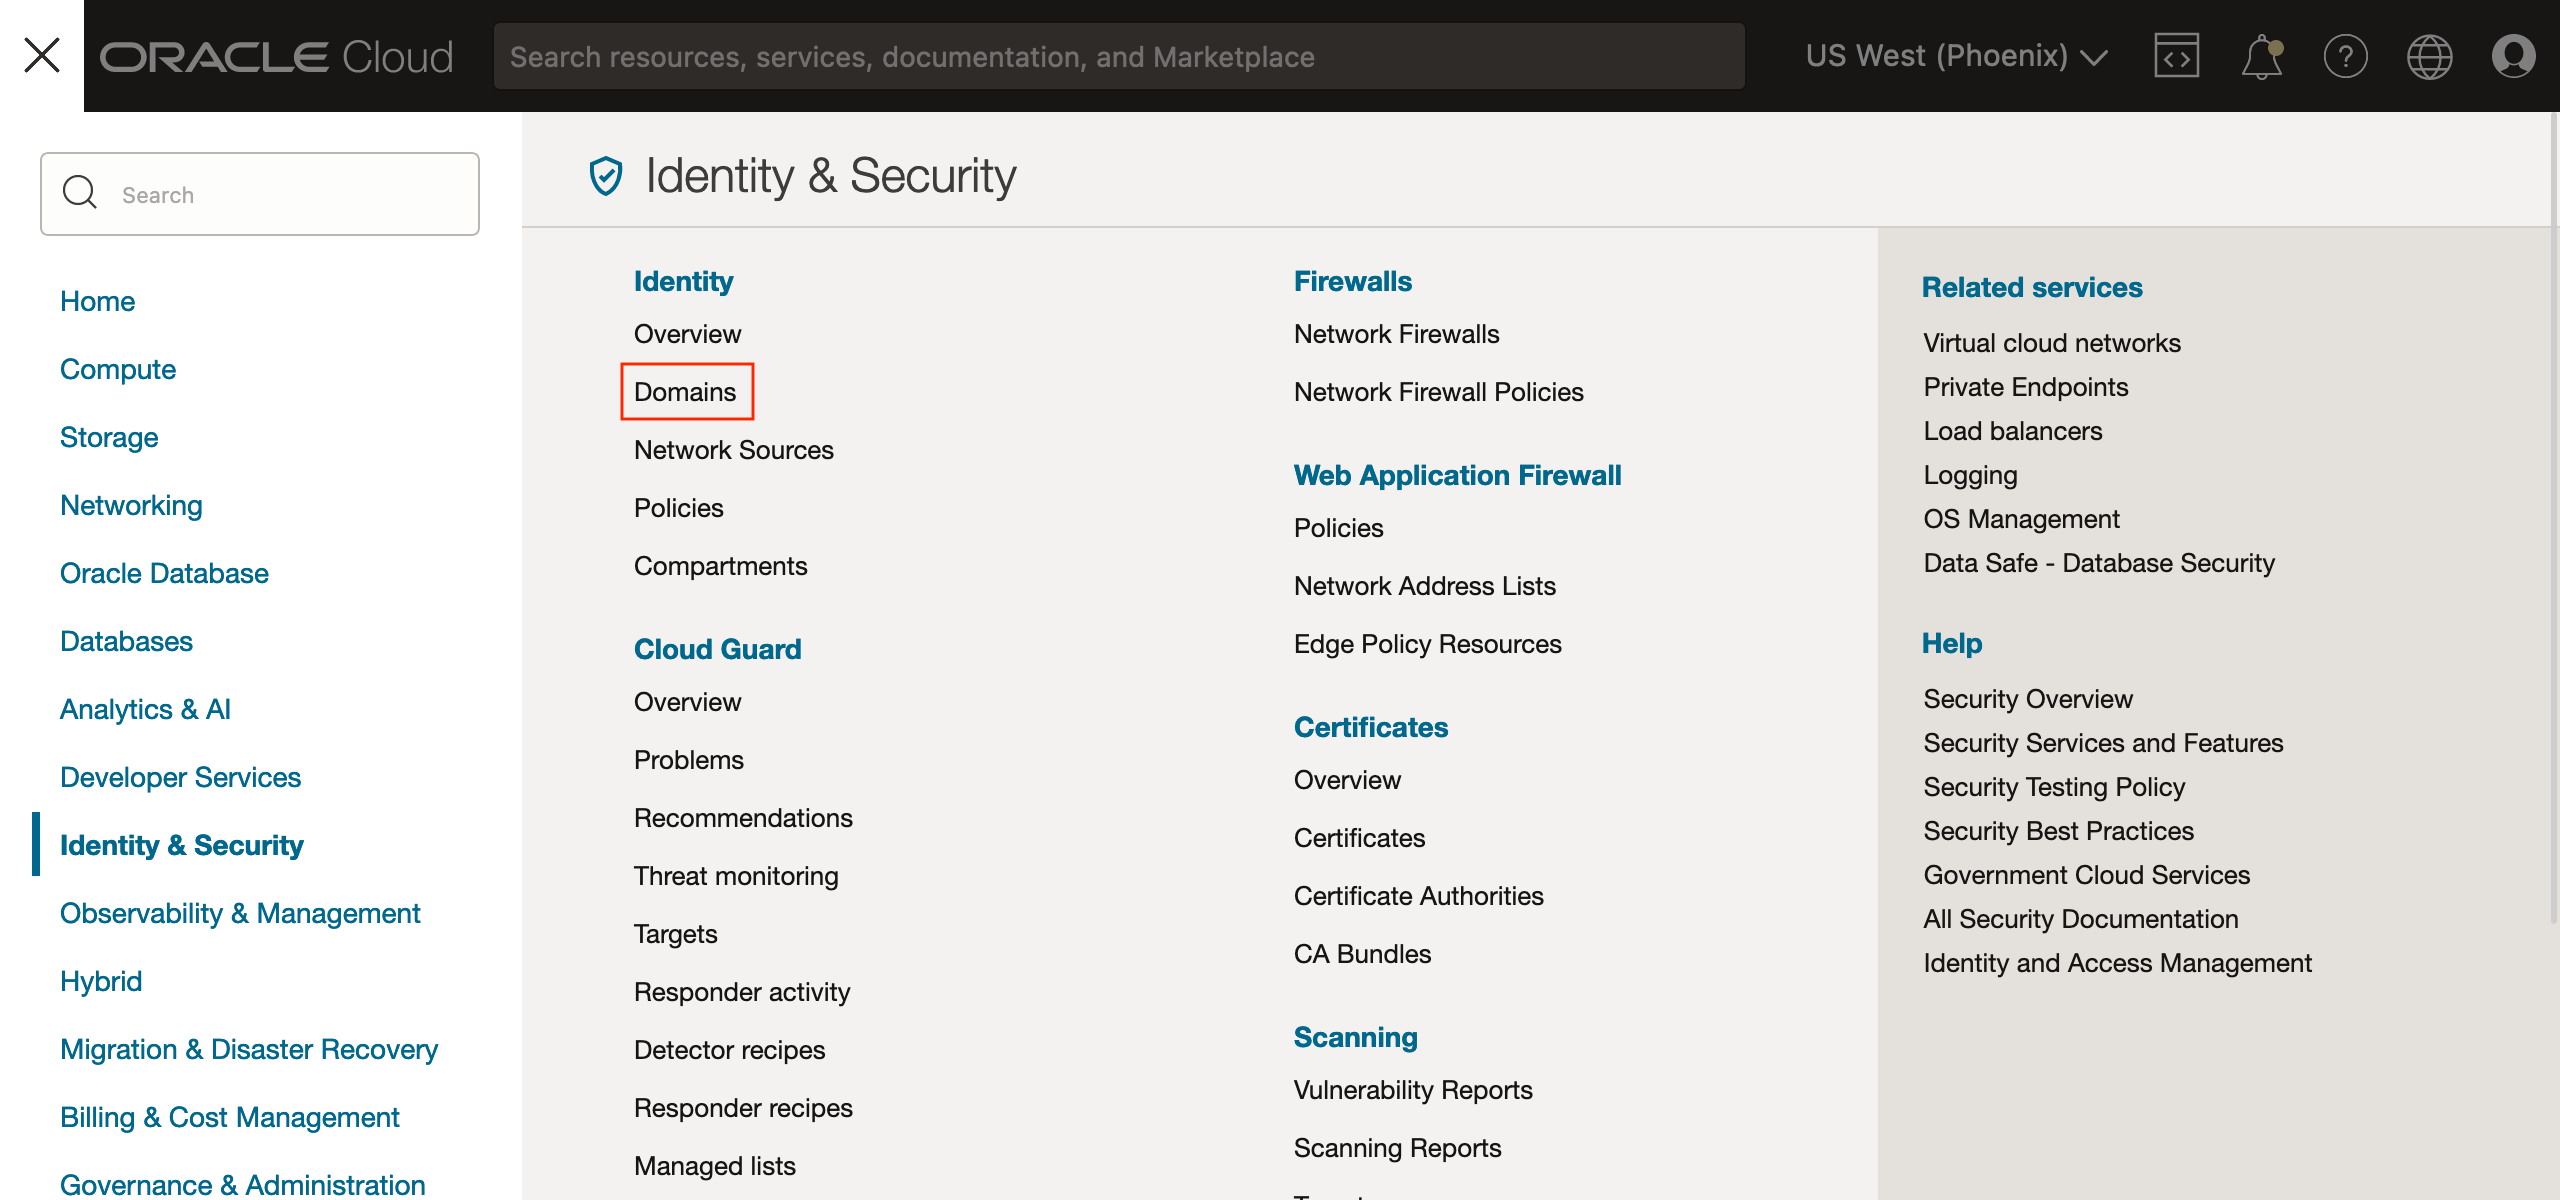 ORACLE Cloud
Search resources, services, documentation, and Marketplace
US West (Phoenix)
Search
Home
Compute
Storage
Networking
Oracle Database
Databases
Analytics & AI
Developer Services
Identity & Security
Observability & Management
Hybrid
Migration & Disaster Recovery
Billing & Cost Management
Governance & Administration
Identity & Security
Identity
Overview
Domains
Network Sources
Policies
Compartments
Cloud Guard
Overview
Problems
Recommendations
Threat monitoring
Targets
Responder activity
Detector recipes
Responder recipes
Managed lists
Firewalls
Network Firewalls
Network Firewall Policies
Web Application Firewall
Policies
Network Address Lists
Edge Policy Resources
Certificates
Overview
Certificates
Certificate Authorities
CA Bundles
Scanning
Vulnerability Reports
Scanning Reports
Related services
Virtual cloud networks
Private Endpoints
Load balancers
Logging
OS Management
Data Safe - Database Security
Help
Security Overview
Security Services and Features
Security Testing Policy
Security Best Practices
Government Cloud Services
All Security Documentation
Identity and Access Management